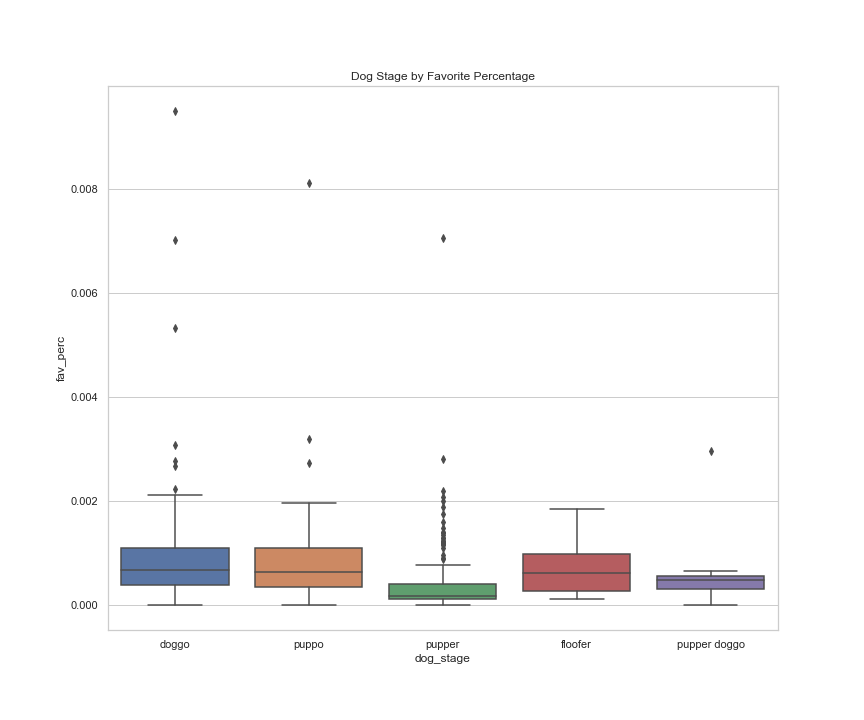 Dog Stage by Favorite Percentage
0.008
0.006
0.004
0.002
0.000
fav_perc
doggo puppo pupper floofer pupper doggo
dog_stage